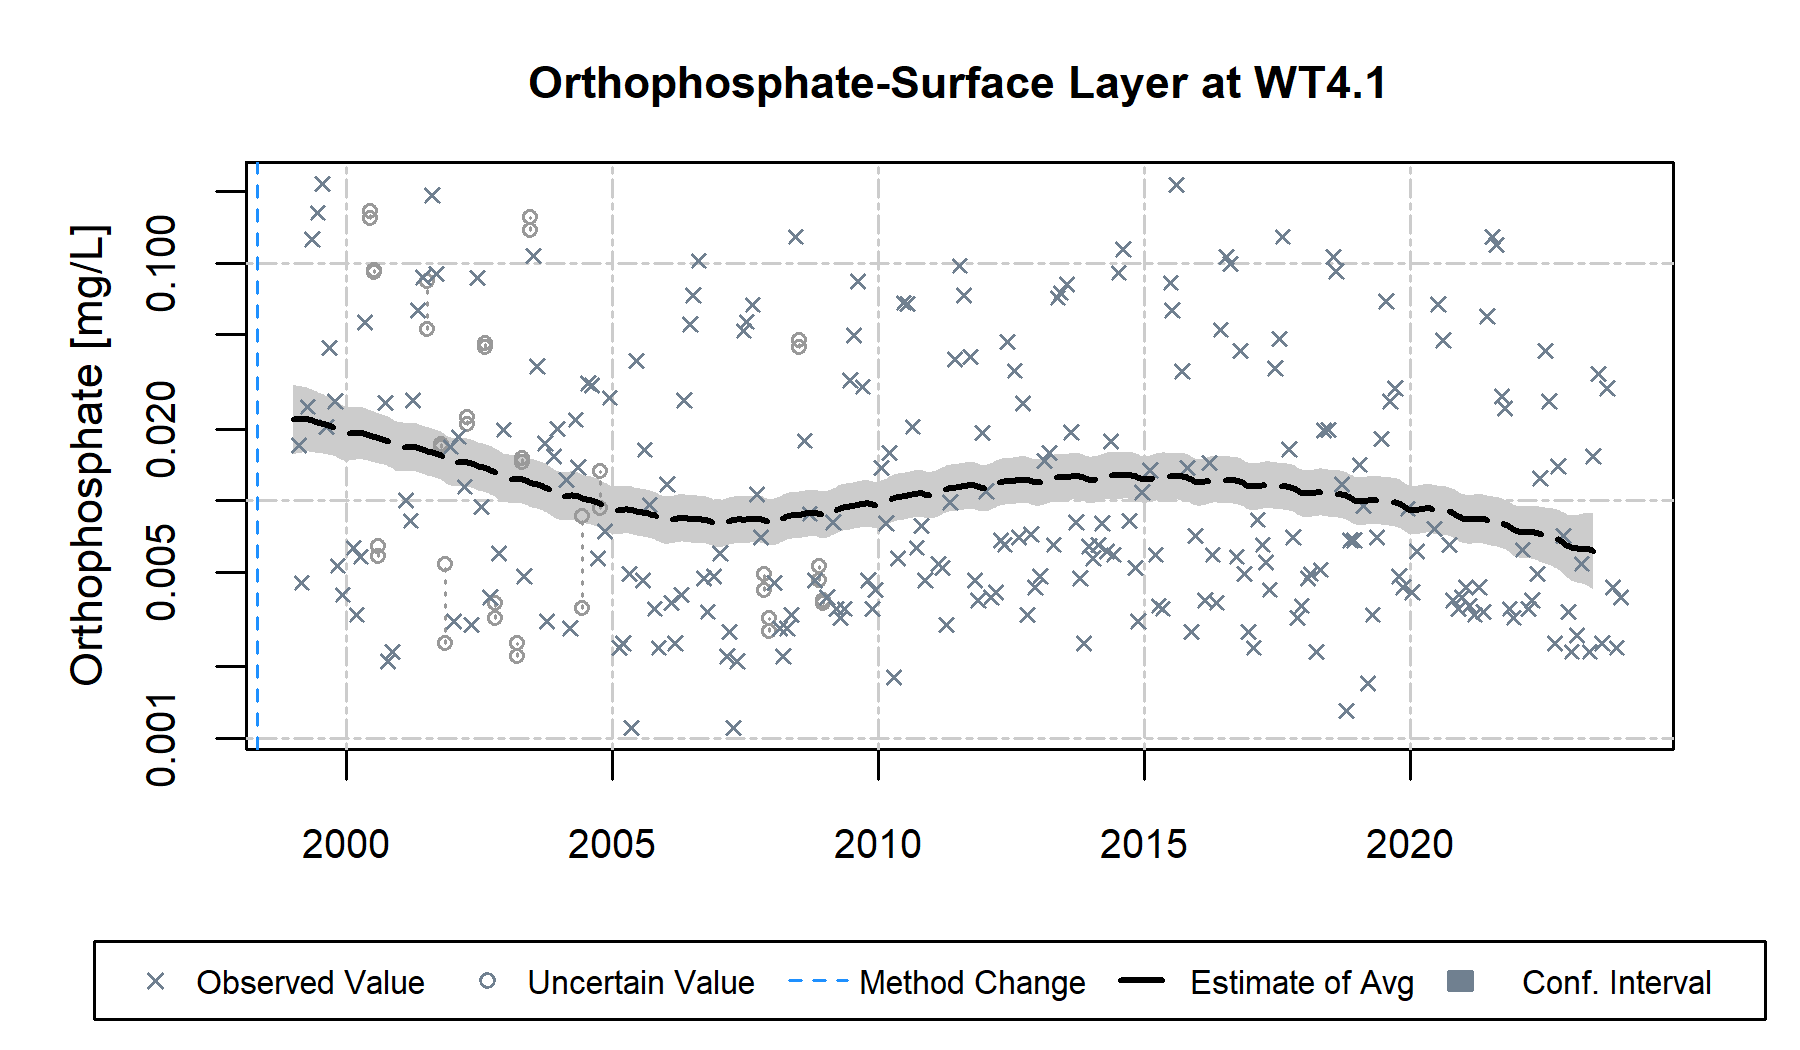 Orthophosphate-Surface Layer at WT4.1
Orthophosphate [mg/L]
0.100
0.020
0.005
0.001
2000 2005 2010 2015 2020
Observed Value Uncertain Value Method Change Estimate of Avg Conf. Interval